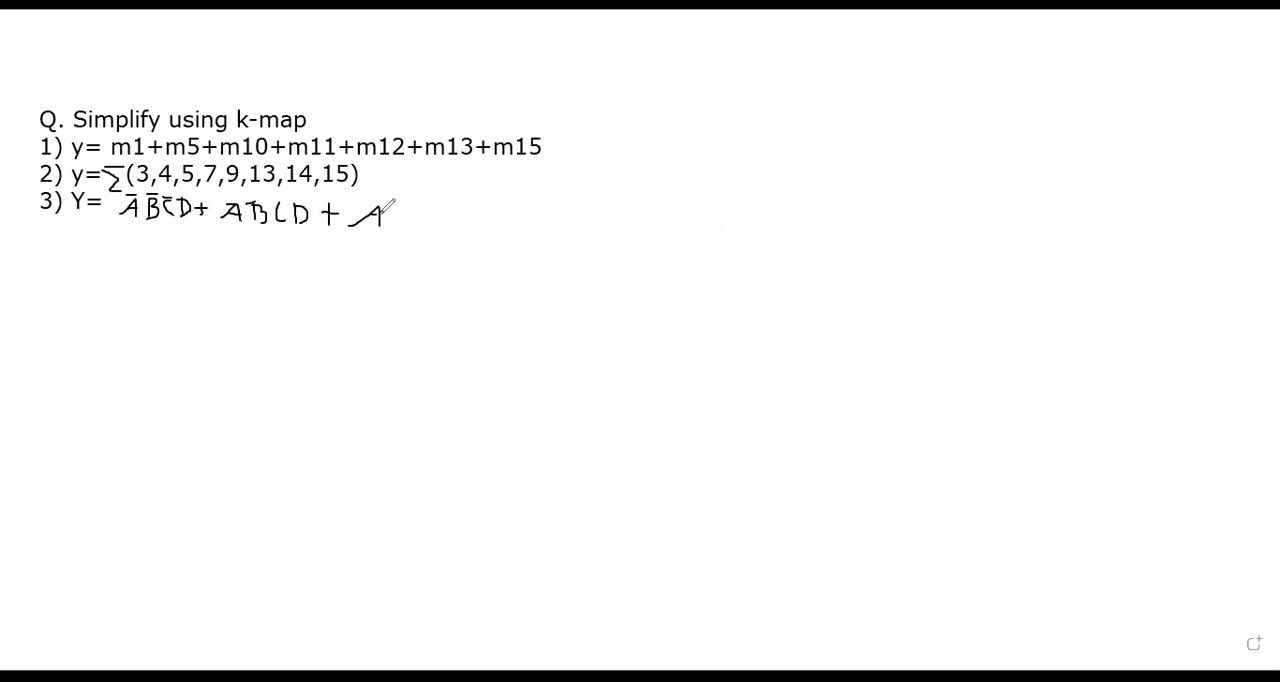 Q. Simplify using k-map
1) y= m1+m5+m10+m11+m12+m13+m15
2) y=∑(3,4,5,7,9,13,14,15)
3) Y= A̅ B̅ C̅ D+ A B C D + A